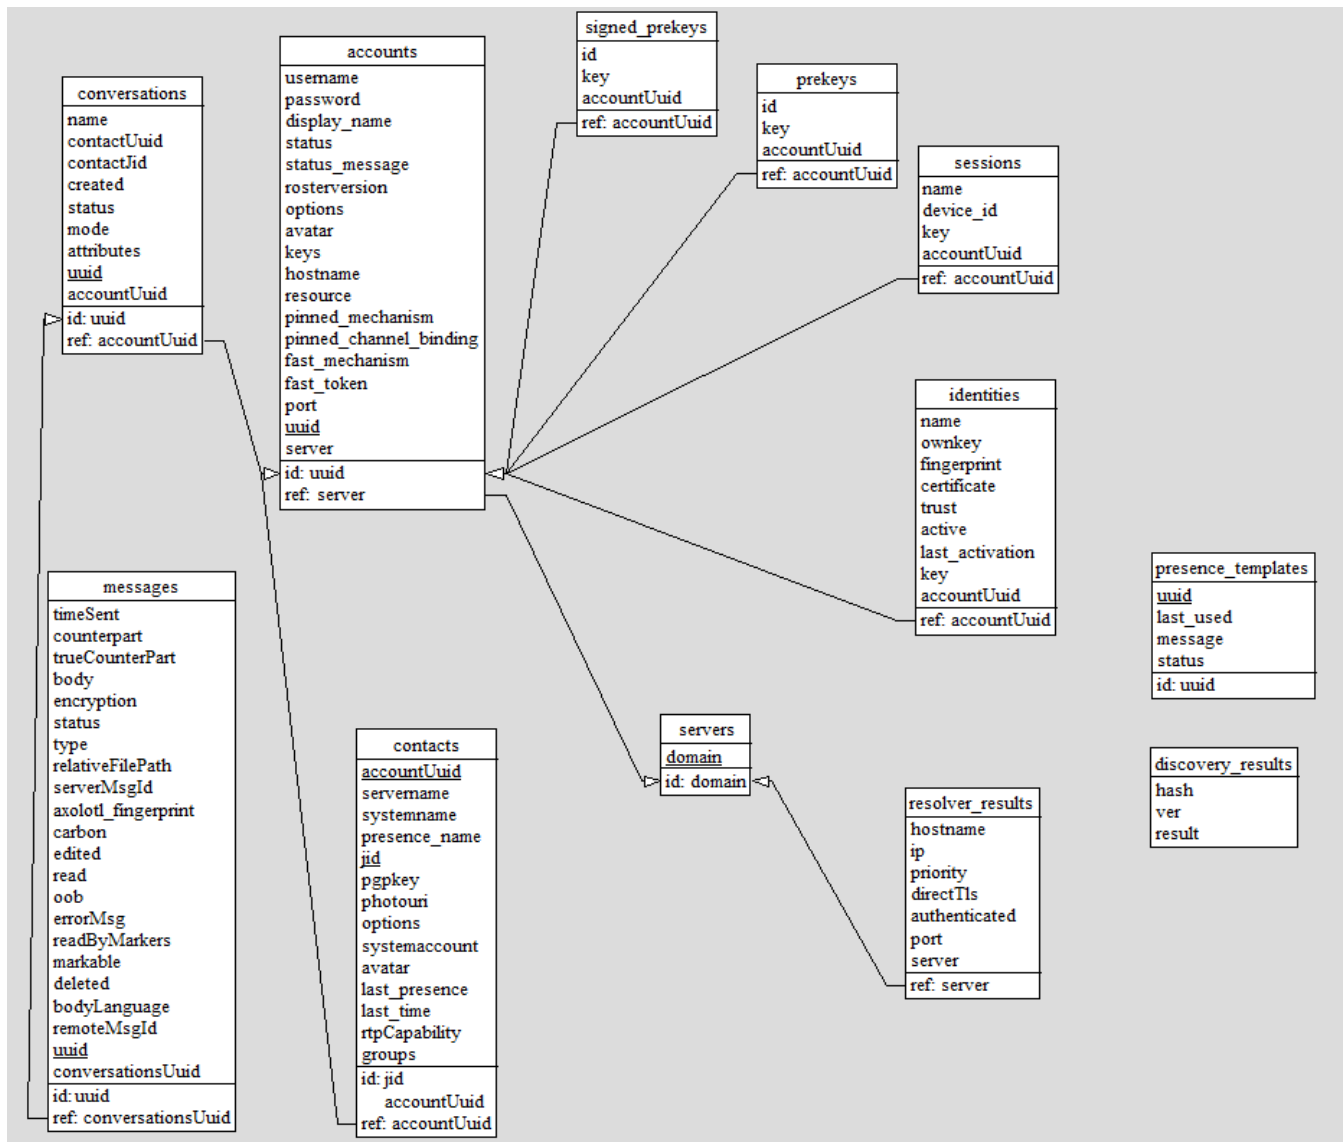 conversations
name
contactUuid
contactJid
created
status
mode
attributes
uuid
accountUuid
id: uuid
ref: accountUuid
accounts
username
password
display_name
status
status_message
rosterversion
options
avatar
keys
hostname
resource
pinned_mechanism
pinned_channel_binding
fast_mechanism
fast_token
port
uuid
server
id: uuid
ref: server
signed_prekeys
id
key
accountUuid
ref: accountUuid
prekeys
id
key
accountUuid
ref: accountUuid
sessions
name
device_id
key
accountUuid
ref: accountUuid
identities
name
ownkey
fingerprint
certificate
trust
active
last_activation
key
accountUuid
ref: accountUuid
presence_templates
uuid
last_used
message
status
id: uuid
messages
timeSent
counterpart
trueCounterPart
body
encryption
status
type
relativeFilePath
serverMsgId
axolotl_fingerprint
carbon
edited
read
oob
errorMsg
readByMarkers
markable
deleted
bodyLanguage
remoteMsgId
uuid
conversationsUuid
id: uuid
ref: conversationsUuid
contacts
accountUuid
servername
systemname
presence_name
jid
pgpkey
photouri
options
systemaccount
avatar
last_presence
last_time
rtpCapability
groups
id: jid
accountUuid
ref: accountUuid
servers
domain
id: domain
resolver_results
hostname
ip
priority
directTls
authenticated
port
server
ref: server
discovery_results
hash
ver
result